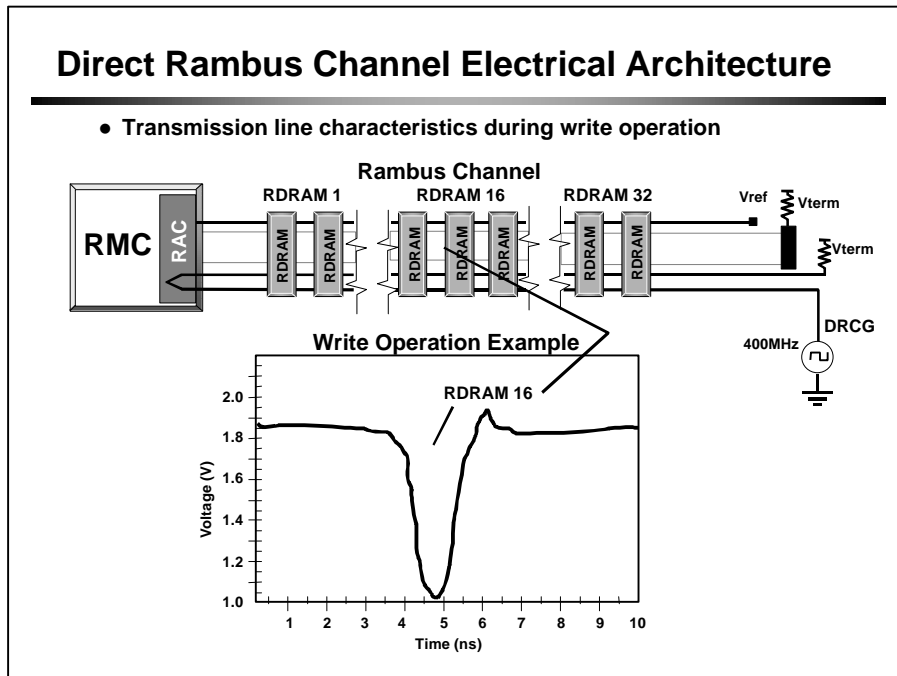 Direct Rambus Channel Electrical Architecture
● Transmission line characteristics during write operation
Rambus Channel
RDRAM 1
RDRAM 16
RDRAM 32
Vref
Vterm
RMC
RAC
RDRAM
RDRAM
RDRAM
RDRAM
RDRAM
RDRAM
RDRAM
Vterm
DRCG
400MHz
Write Operation Example
RDRAM 16
Voltage (V)
2.0
1.8
1.6
1.4
1.2
1.0
1 2 3 4 5 6 7 8 9 10
Time (ns)